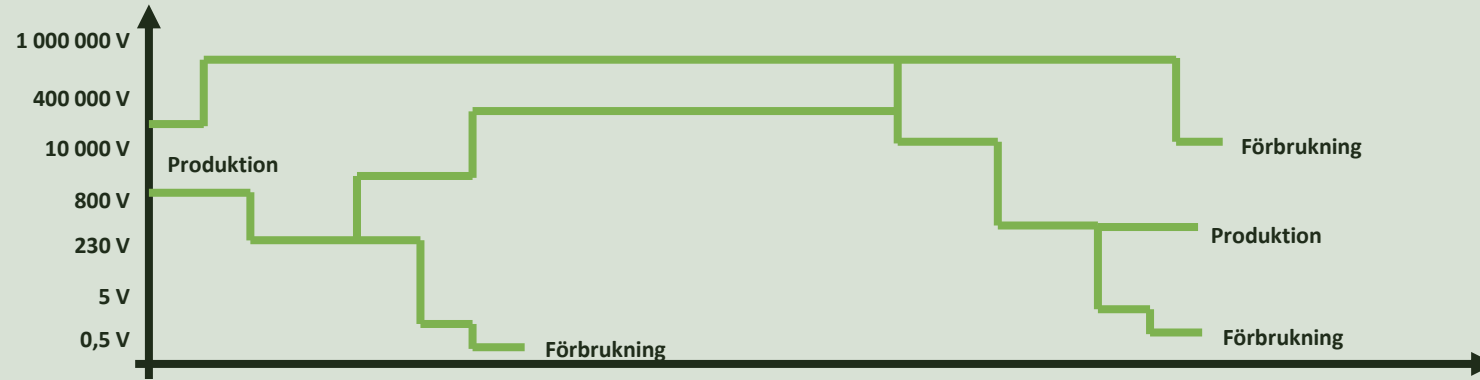 1 000 000 V
400 000 V
10 000 V
Förbrukning
Produktion
800 V
Produktion
230 V
5 V
0,5 V
Förbrukning
Förbrukning